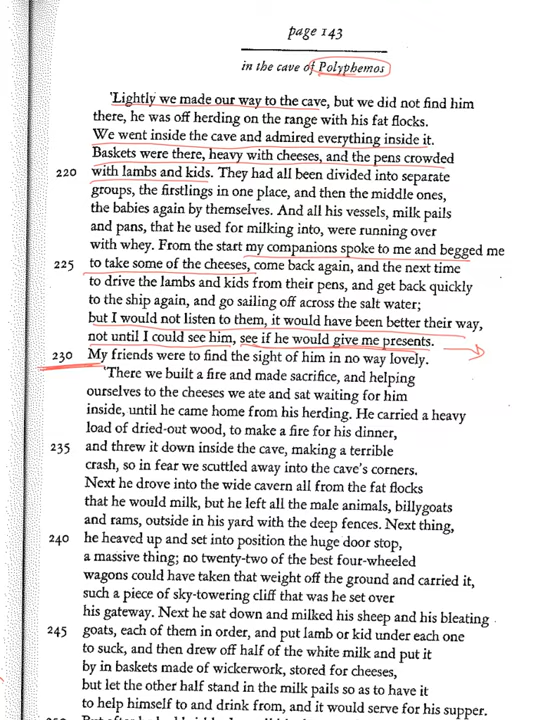 page 143
in the cave of Polyphemos
'Lightly we made our way to the cave, but we did not find him
there, he was off herding on the range with his fat flocks.
We went inside the cave and admired everything inside it.
Baskets were there, heavy with cheeses, and the pens crowded
220 with lambs and kids. They had all been divided into separate
groups, the firstlings in one place, and then the middle ones,
the babies again by themselves. And all his vessels, milk pails
and pans, that he used for milking into, were running over
with whey. From the start my companions spoke to me and begged me
225 to take some of the cheeses, come back again, and the next time
to drive the lambs and kids from their pens, and get back quickly
to the ship again, and go sailing off across the salt water;
but I would not listen to them, it would have been better their way,
not until I could see him, see if he would give me presents.
230 My friends were to find the sight of him in no way lovely.
'There we built a fire and made sacrifice, and helping
ourselves to the cheeses we ate and sat waiting for him
inside, until he came home from his herding. He carried a heavy
load of dried-out wood, to make a fire for his dinner,
235 and threw it down inside the cave, making a terrible
crash, so in fear we scuttled away into the cave's corners.
Next he drove into the wide cavern all from the fat flocks
that he would milk, but he left all the male animals, billygoats
and rams, outside in his yard with the deep fences. Next thing,
240 he heaved up and set into position the huge door stop,
a massive thing; no twenty-two of the best four-wheeled
wagons could have taken that weight off the ground and carried it,
such a piece of sky-towering cliff that was he set over
his gateway. Next he sat down and milked his sheep and his bleating
245 goats, each of them in order, and put lamb or kid under each one
to suck, and then drew off half of the white milk and put it
by in baskets made of wickerwork, stored for cheeses,
but let the other half stand in the milk pails so as to have it
to help himself to and drink from, and it would serve for his supper.